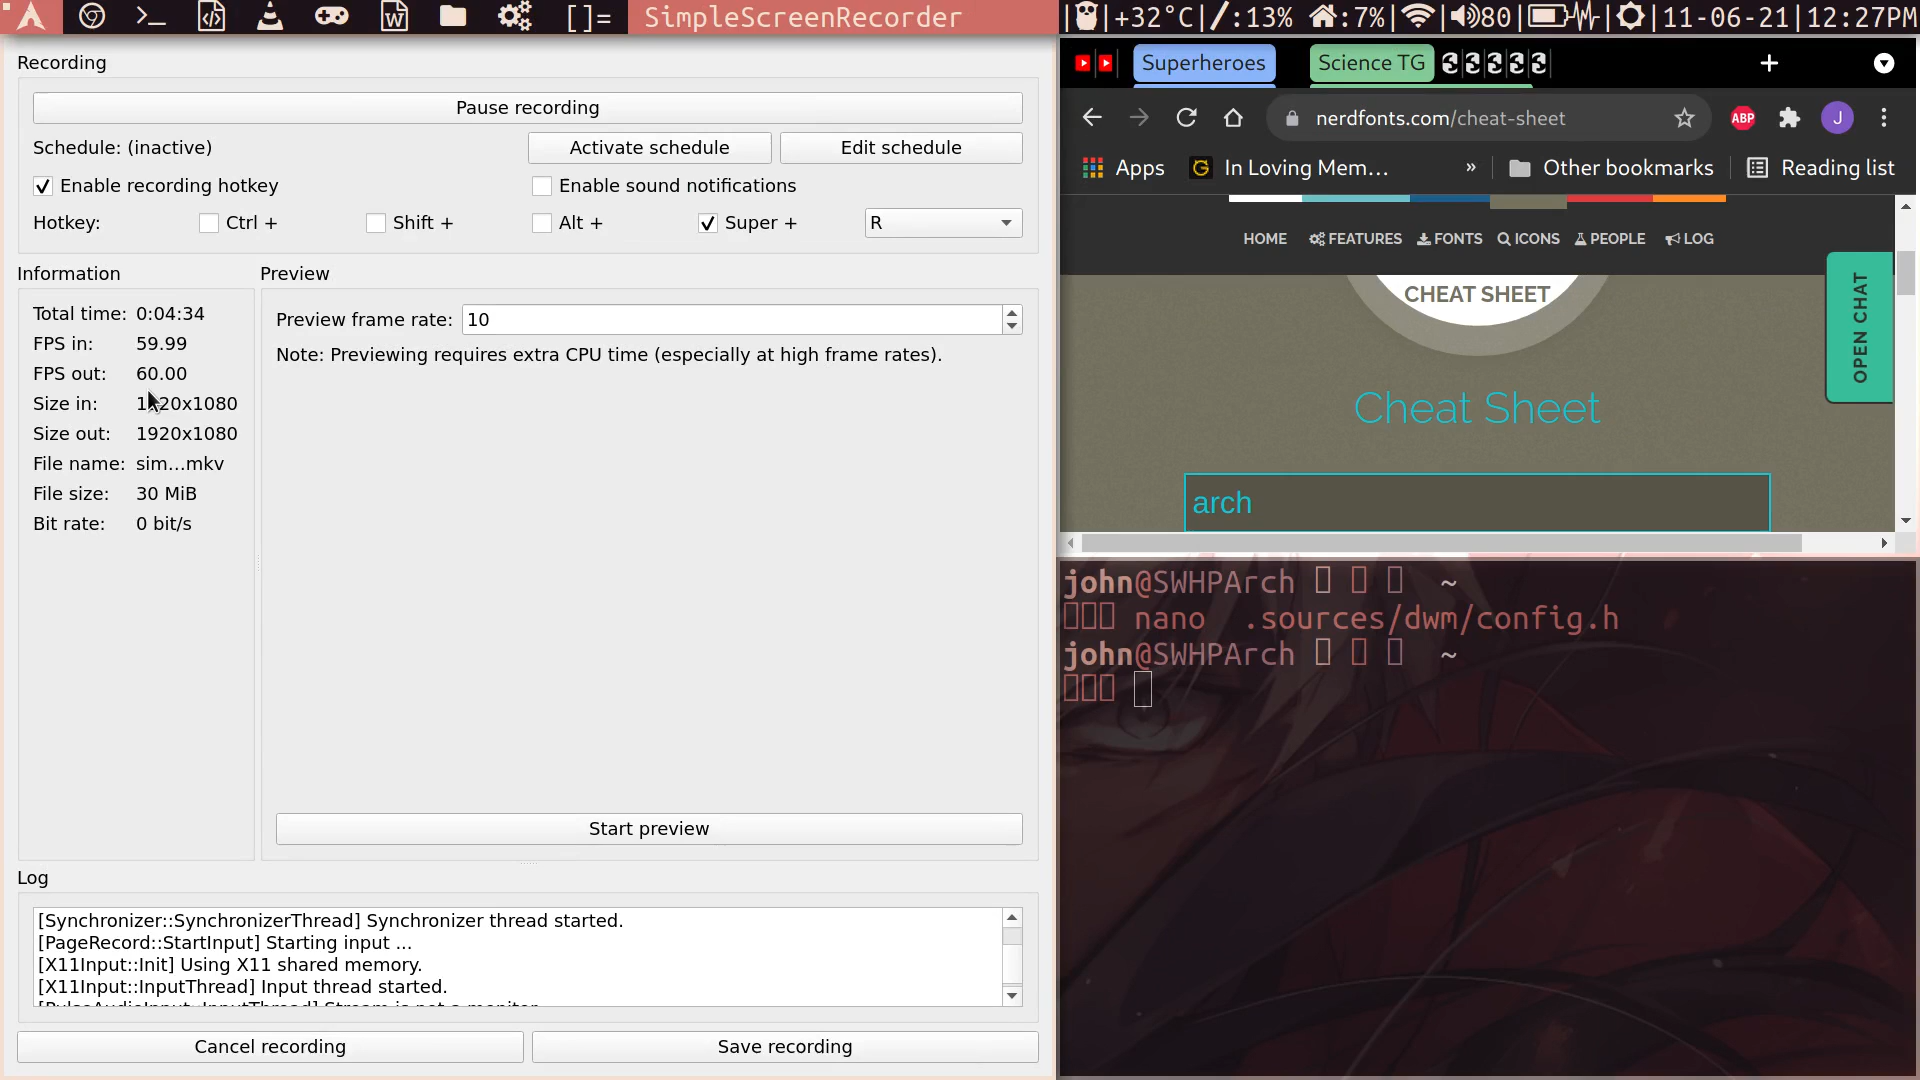 []= SimpleScreenRecorder |+32°C|:13% :7%||80||11-06-21|12:27PM
Recording
Pause recording
Schedule: (inactive) Activate schedule Edit schedule
Enable recording hotkey Enable sound notifications
Hotkey: Ctrl + Shift + Alt + Super + R
Information
Total time: 0:04:34
FPS in: 59.99
FPS out: 60.00
Size in: 1920x1080
Size out: 1920x1080
File name: sim...mkv
File size: 30 MiB
Bit rate: 0 bit/s
Preview
Preview frame rate: 10
Note: Previewing requires extra CPU time (especially at high frame rates).
Start preview
Log
[Synchronizer::SynchronizerThread] Synchronizer thread started.
[PageRecord::StartInput] Starting input ...
[X11Input::Init] Using X11 shared memory.
[X11Input::InputThread] Input thread started.
[PulseAudioInput::InputThread] Stream is not a monitor.
Cancel recording Save recording
Superheroes Science TG
nerdfonts.com/cheat-sheet ABP J
Apps In Loving Mem... » Other bookmarks Reading list
HOME FEATURES FONTS ICONS PEOPLE LOG
CHEAT SHEET
OPEN CHAT
Cheat Sheet
arch
john@SWHPArch ~
nano .sources/dwm/config.h
john@SWHPArch ~